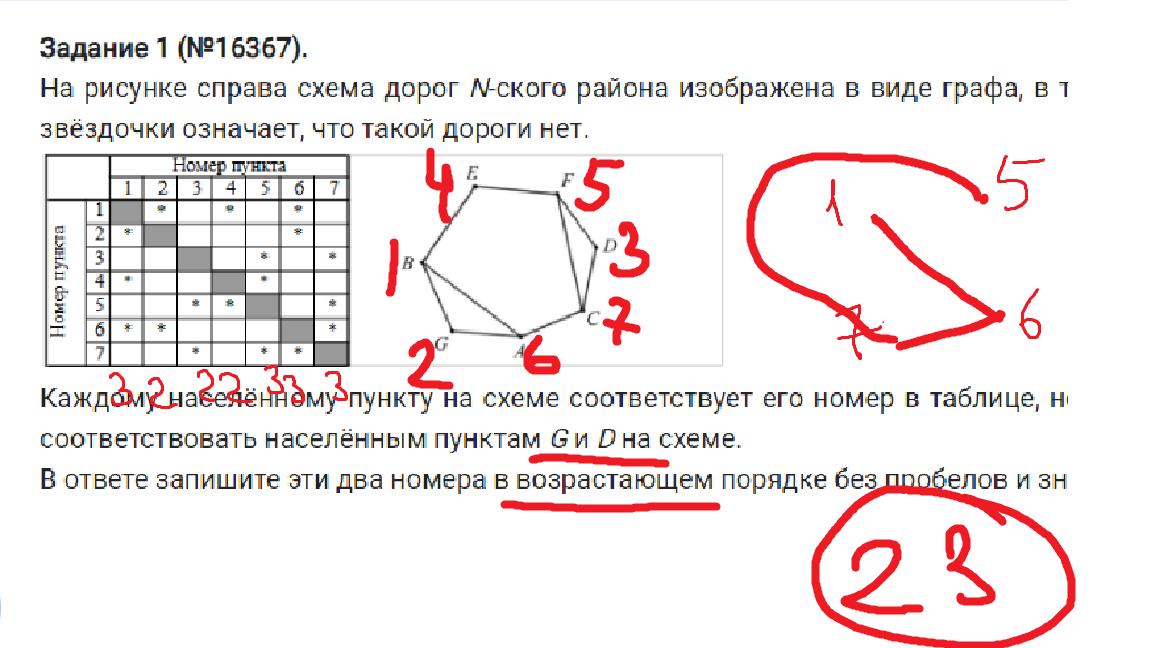 Задание 1 (№16367).
На рисунке справа схема дорог N-ского района изображена в виде графа, в т
звёздочки означает, что такой дороги нет.
Номер пункта
1 2 3 4 5 6 7
Номер пункта
1 * * *
2 * *
3 * *
4 * *
5 * * *
6 * * *
7 * * *
3 2 2 2 3 3 3
4 E F 5
1 B D 3
C 7
2 G A 6
1 5
7 6
Каждому населённому пункту на схеме соответствует его номер в таблице, н
соответствовать населённым пунктам G и D на схеме.
В ответе запишите эти два номера в возрастающем порядке без пробелов и зн
23